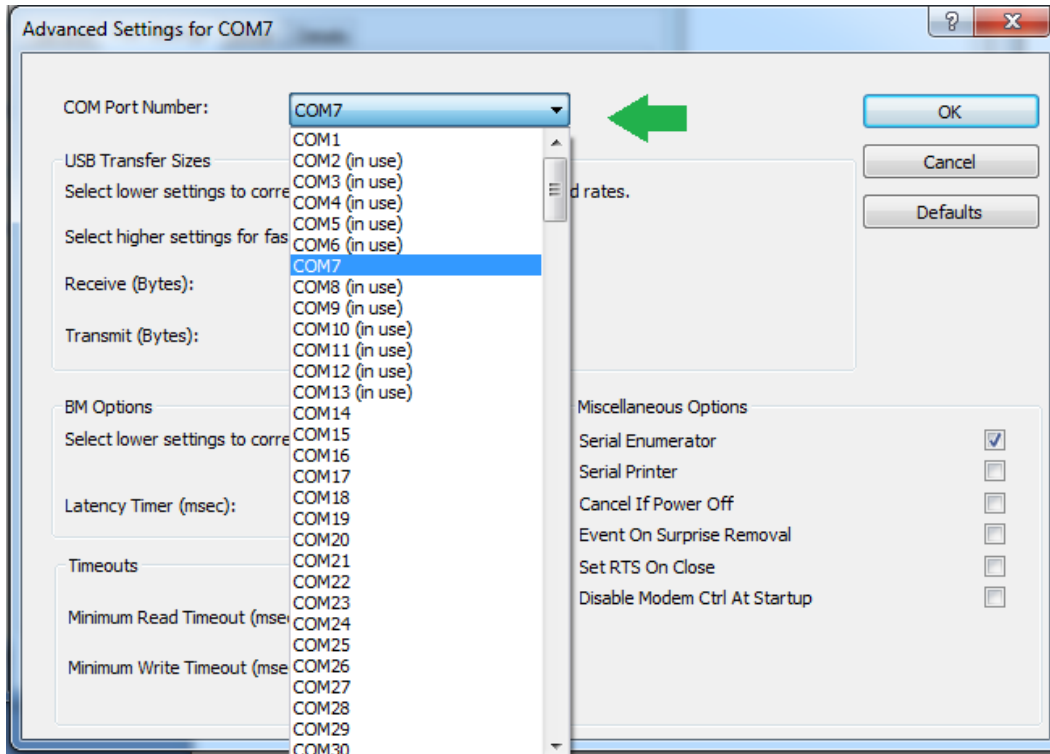 Advanced Settings for COM7
COM Port Number:
COM7
OK
Cancel
Defaults
COM1
COM2 (in use)
COM3 (in use)
COM4 (in use)
COM5 (in use)
COM6 (in use)
COM7
COM8 (in use)
COM9 (in use)
COM10 (in use)
COM11 (in use)
COM12 (in use)
COM13 (in use)
COM14
COM15
COM16
COM17
COM18
COM19
COM20
COM21
COM22
COM23
COM24
COM25
COM26
COM27
COM28
COM29
COM30
USB Transfer Sizes
Select lower settings to corre
d rates.
Select higher settings for fas
Receive (Bytes):
Transmit (Bytes):
BM Options
Select lower settings to corre
Latency Timer (msec):
Timeouts
Minimum Read Timeout (mse
Minimum Write Timeout (mse
Miscellaneous Options
Serial Enumerator
Serial Printer
Cancel If Power Off
Event On Surprise Removal
Set RTS On Close
Disable Modem Ctrl At Startup